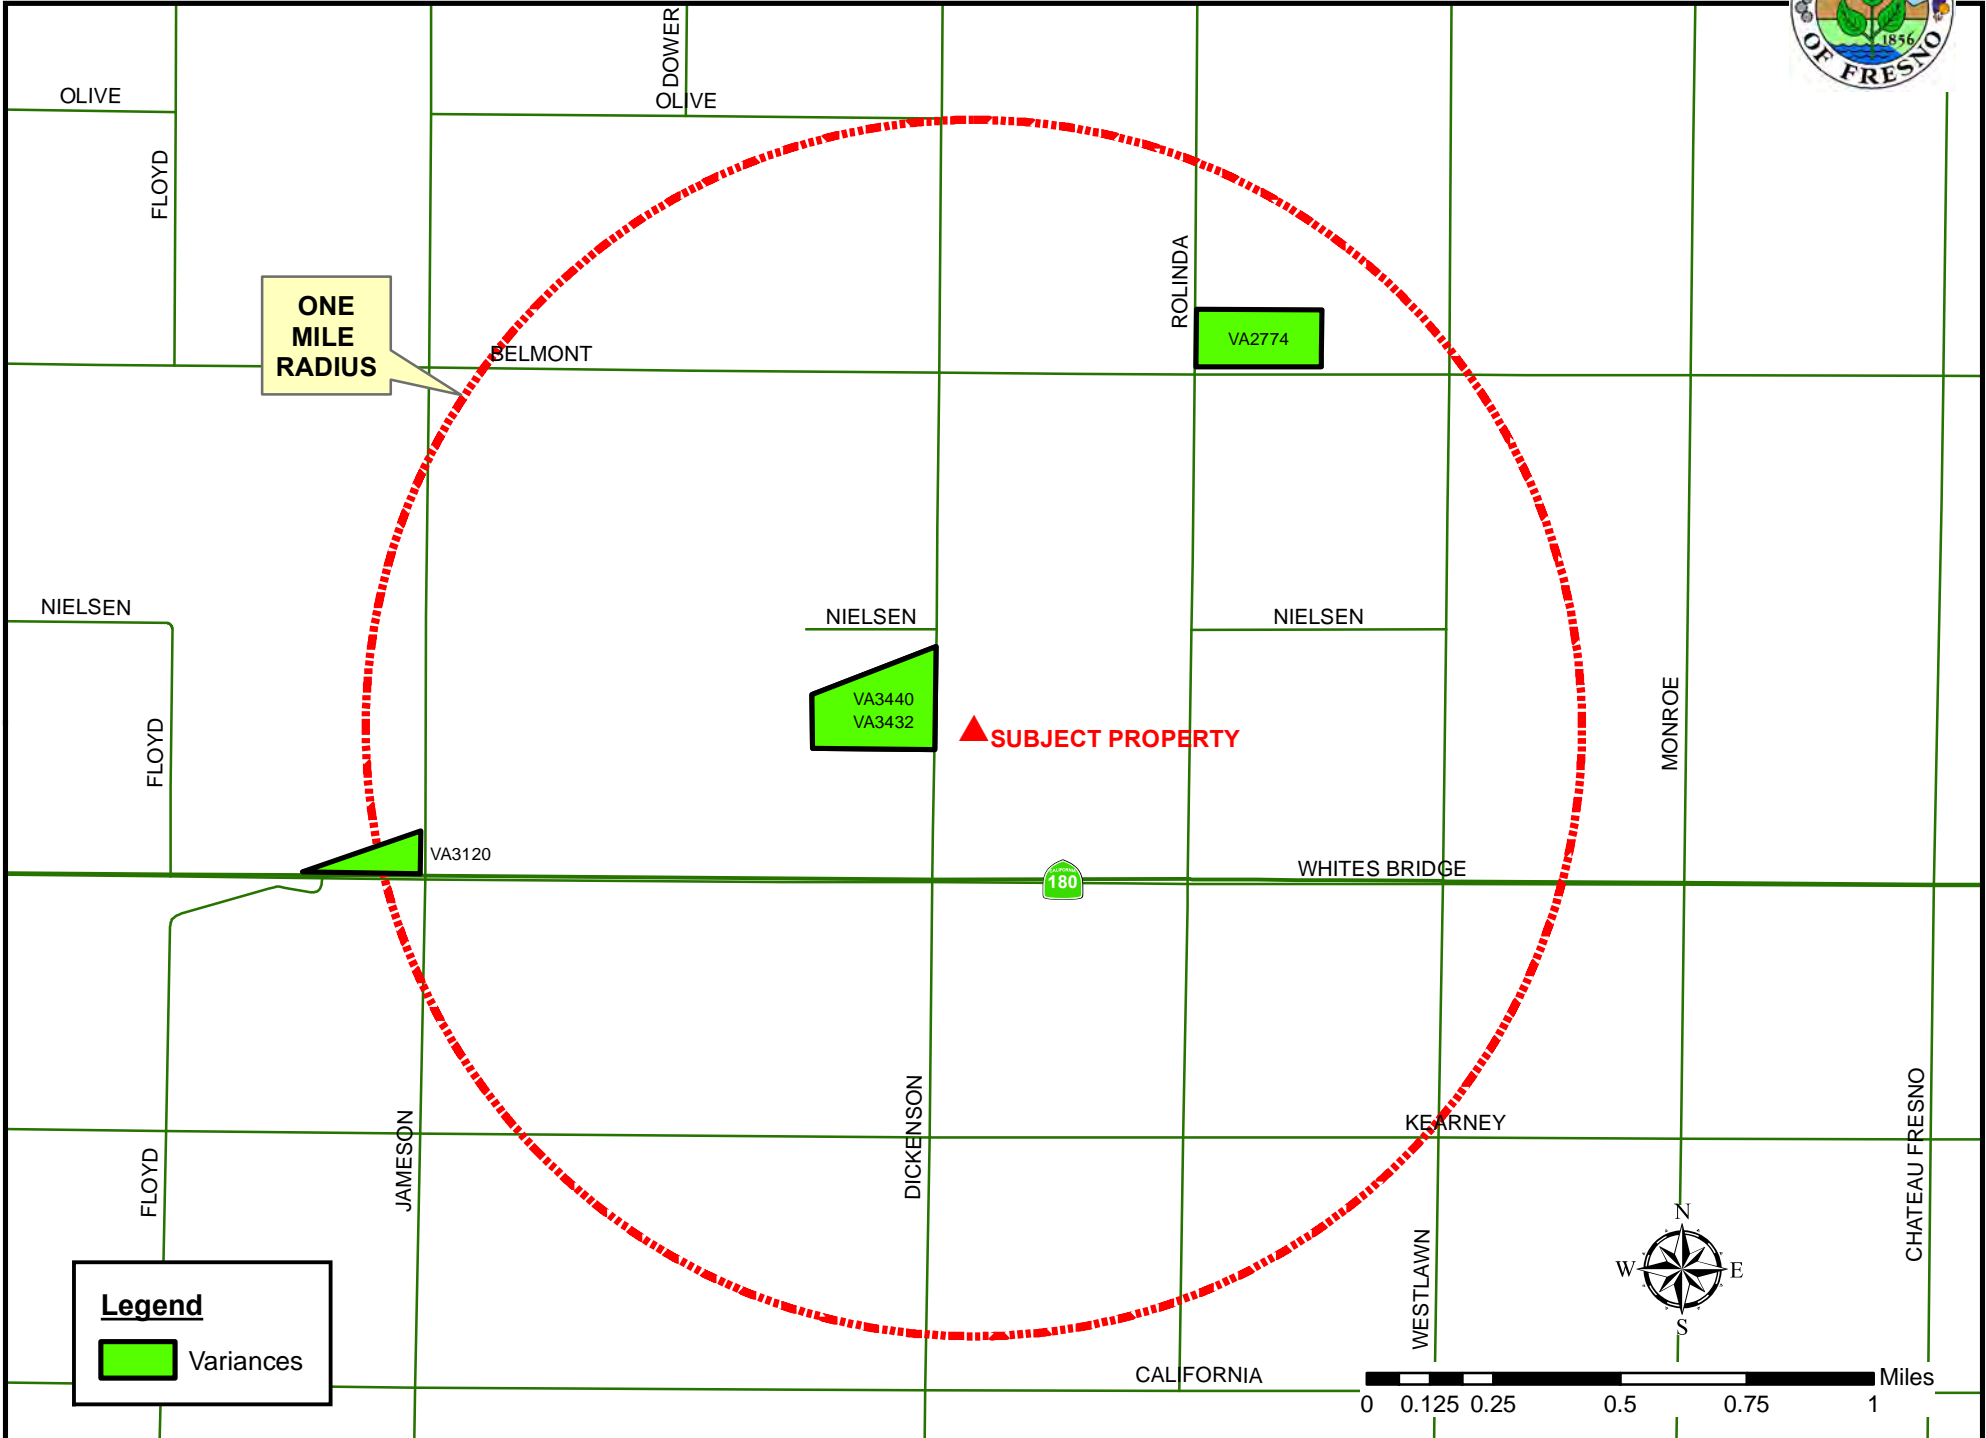 DOWER
1856
OF FRESNO
OLIVE
OLIVE
FLOYD
ROLINDA
ONE
MILE
RADIUS
BELMONT
VA2774
NIELSEN
NIELSEN
NIELSEN
VA3440
VA3432
SUBJECT PROPERTY
MONROE
FLOYD
VA3120
WHITES BRIDGE
180
KEARNEY
CHATEAU FRESNO
JAMESON
DICKENSON
FLOYD
WESTLAWN
N
W
E
S
Legend
Variances
CALIFORNIA
Miles
0 0.125 0.25 0.5 0.75 1